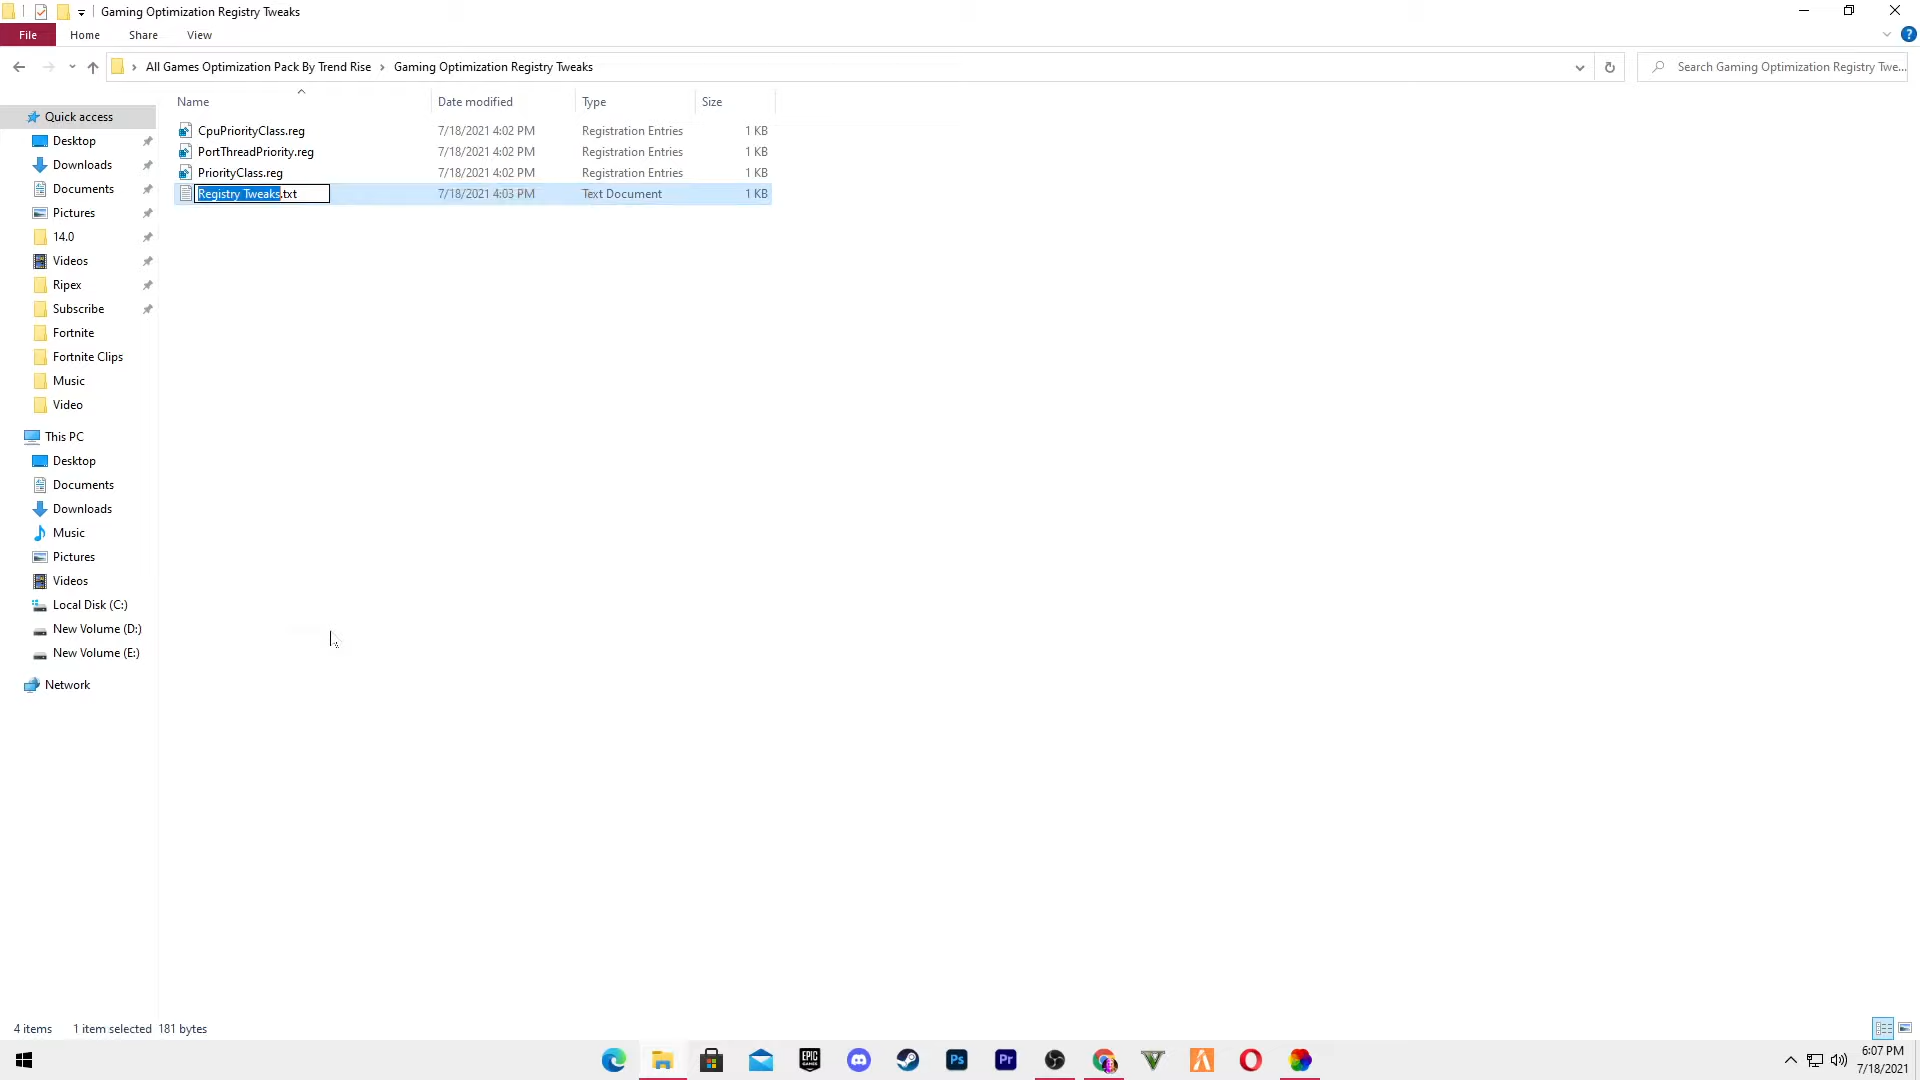 Gaming Optimization Registry Tweaks
File Home Share View
All Games Optimization Pack By Trend Rise > Gaming Optimization Registry Tweaks
Search Gaming Optimization Registry Twe...
Name Date modified Type Size
CpuPriorityClass.reg 7/18/2021 4:02 PM Registration Entries 1 KB
PortThreadPriority.reg 7/18/2021 4:02 PM Registration Entries 1 KB
PriorityClass.reg 7/18/2021 4:02 PM Registration Entries 1 KB
Registry Tweaks.txt 7/18/2021 4:03 PM Text Document 1 KB
Quick access
Desktop
Downloads
Documents
Pictures
14.0
Videos
Ripex
Subscribe
Fortnite
Fortnite Clips
Music
Video
This PC
Desktop
Documents
Downloads
Music
Pictures
Videos
Local Disk (C:)
New Volume (D:)
New Volume (E:)
Network
4 items 1 item selected 181 bytes
EPIC GAMES
Ps
Pr
6:07 PM
7/18/2021